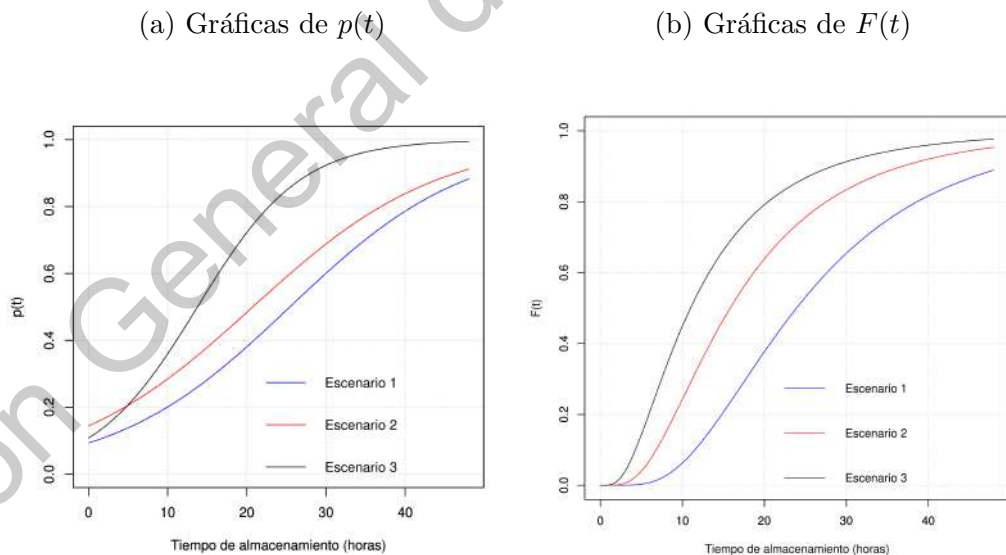 (a) Gráficas de p(t)
(b) Gráficas de F(t)
p(t)
1.0
0.8
0.6
0.4
0.2
0.0
0 10 20 30 40
Tiempo de almacenamiento (horas)
Escenario 1
Escenario 2
Escenario 3
F(t)
1.0
0.8
0.6
0.4
0.2
0.0
0 10 20 30 40
Tiempo de almacenamiento (horas)
Escenario 1
Escenario 2
Escenario 3
on General d